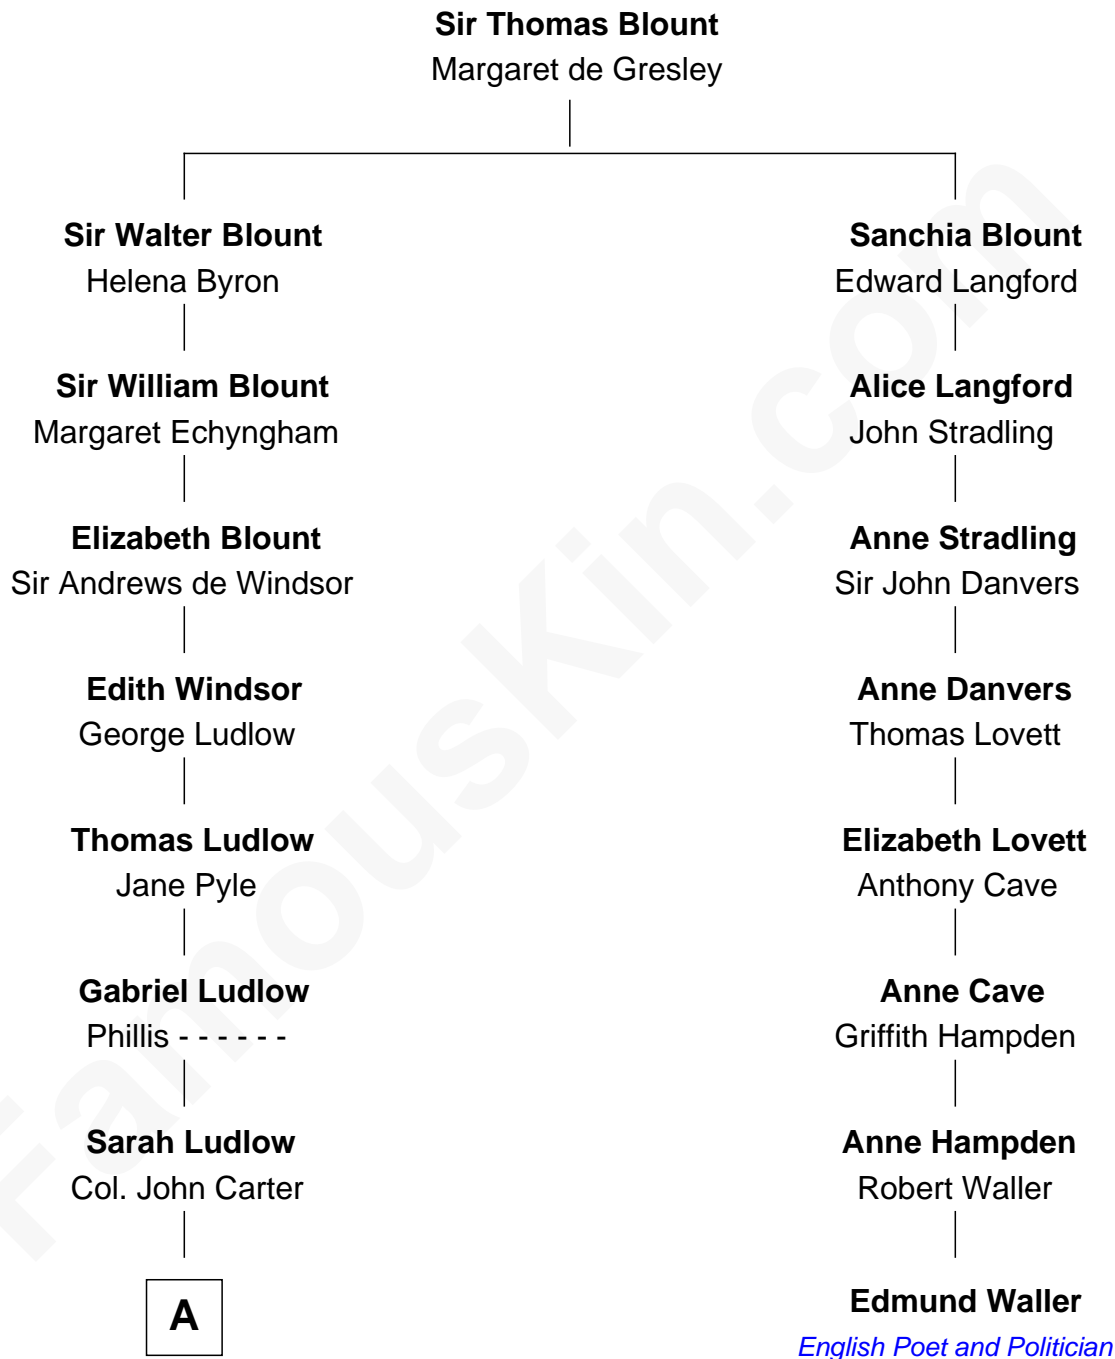 Sir Thomas Blount
Margaret de Gresley
Sir Walter Blount
Helena Byron
Sanchia Blount
Edward Langford
Sir William Blount
Margaret Echyngham
Alice Langford
John Stradling
Elizabeth Blount
Sir Andrews de Windsor
Anne Stradling
Sir John Danvers
Edith Windsor
George Ludlow
Anne Danvers
Thomas Lovett
Thomas Ludlow
Jane Pyle
Elizabeth Lovett
Anthony Cave
Gabriel Ludlow
Phillis - - - - - -
Anne Cave
Griffith Hampden
Sarah Ludlow
Col. John Carter
Anne Hampden
Robert Waller
A
Edmund Waller
English Poet and Politician
FamousKin.com